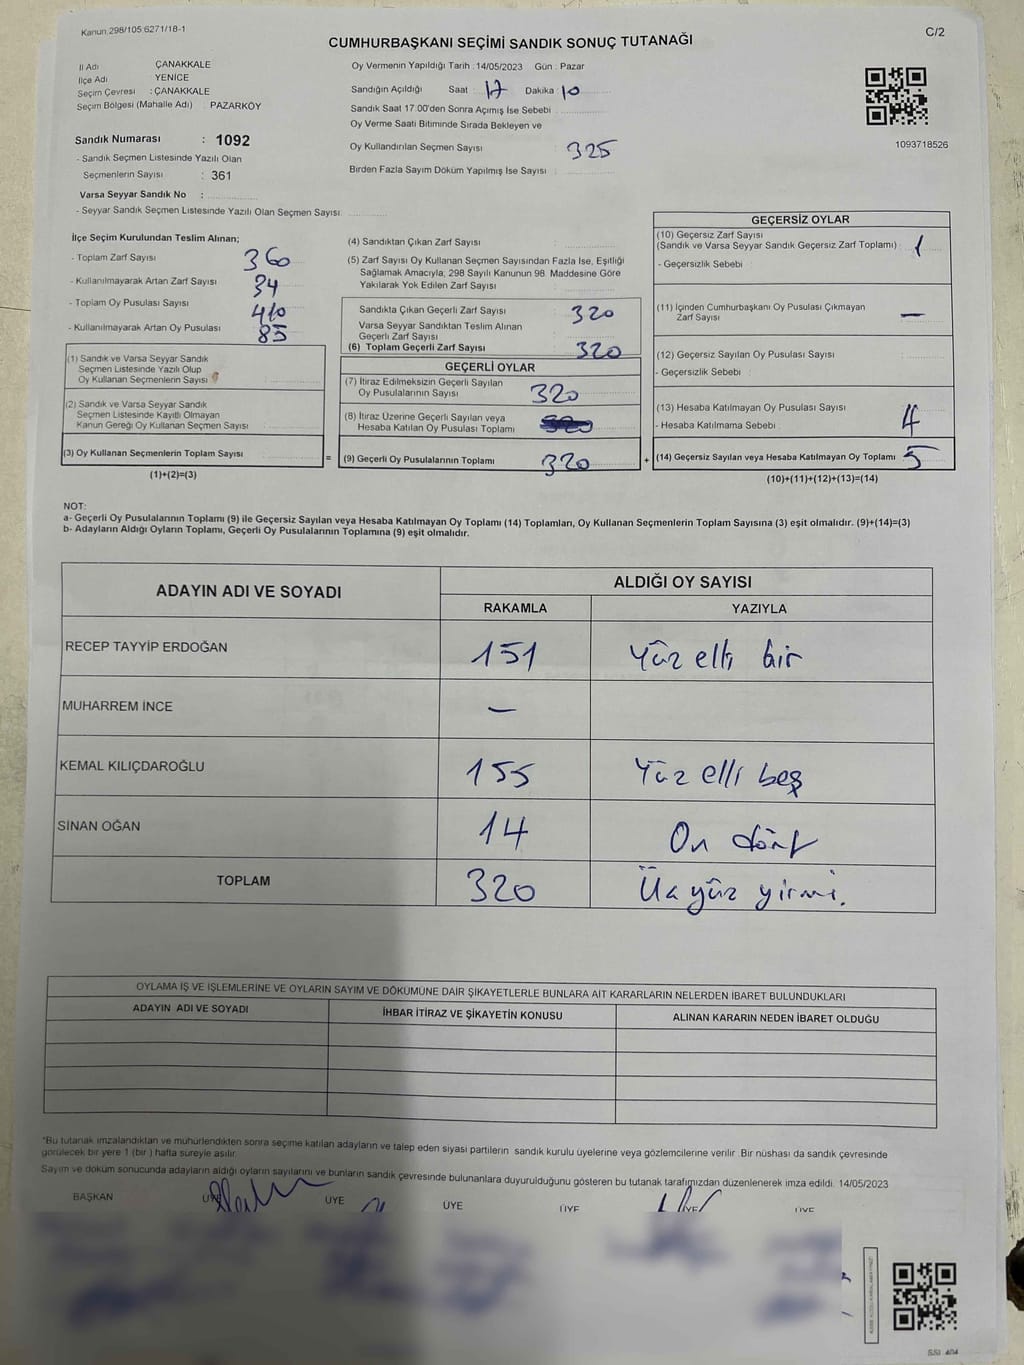 Kanun 298/105 6271/18-1
C/2
CUMHURBAŞKANI SEÇİMİ SANDIK SONUÇ TUTANAĞI
İl Adı ÇANAKKALE
İlçe Adı YENİCE
Seçim Çevresi : ÇANAKKALE
Seçim Bölgesi (Mahalle Adı) PAZARKÖY
Sandık Numarası : 1092
- Sandık Seçmen Listesinde Yazılı Olan
Seçmenlerin Sayısı : 361
Varsa Seyyar Sandık No :
- Seyyar Sandık Seçmen Listesinde Yazılı Olan Seçmen Sayısı
Oy Vermenin Yapıldığı Tarih : 14/05/2023 Gün : Pazar
Sandığın Açıldığı Saat : 17 Dakika : 10
Sandık Saat 17:00'den Sonra Açımış İse Sebebi
Oy Verme Saati Bitiminde Sırada Bekleyen ve
Oy Kullandırılan Seçmen Sayısı : 325
Birden Fazla Sayım Döküm Yapılmış İse Sayısı
1093718526
İlçe Seçim Kurulundan Teslim Alınan;
- Toplam Zarf Sayısı 360
- Kullanılmayarak Artan Zarf Sayısı 34
- Toplam Oy Pusulası Sayısı 410
- Kullanılmayarak Artan Oy Pusulası 85
(1) Sandık ve Varsa Seyyar Sandık
Seçmen Listesinde Yazılı Olup
Oy Kullanan Seçmenlerin Sayısı
(2) Sandık ve Varsa Seyyar Sandık
Seçmen Listesinde Kayıtlı Olmayan
Kanun Gereği Oy Kullanan Seçmen Sayısı
(3) Oy Kullanan Seçmenlerin Toplam Sayısı
(1)+(2)=(3)
=
(4) Sandıktan Çıkan Zarf Sayısı
(5) Zarf Sayısı Oy Kullanan Seçmen Sayısından Fazla İse, Eşitliği
Sağlamak Amacıyla, 298 Sayılı Kanunun 98. Maddesine Göre
Yakılarak Yok Edilen Zarf Sayısı
Sandıkta Çıkan Geçerli Zarf Sayısı 320
Varsa Seyyar Sandıktan Teslim Alınan
Geçerli Zarf Sayısı
(6) Toplam Geçerli Zarf Sayısı 320
GEÇERLİ OYLAR
(7) İtiraz Edilmeksizin Geçerli Sayılan
Oy Pusulalarının Sayısı 320
(8) İtiraz Üzerine Geçerli Sayılan veya
Hesaba Katılan Oy Pusulası Toplamı
(9) Geçerli Oy Pusulalarının Toplamı 320
+
GEÇERSİZ OYLAR
(10) Geçersiz Zarf Sayısı
(Sandık ve Varsa Seyyar Sandık Geçersiz Zarf Toplamı) : 1
- Geçersizlik Sebebi
(11) İçinden Cumhurbaşkanı Oy Pusulası Çıkmayan
Zarf Sayısı —
(12) Geçersiz Sayılan Oy Pusulası Sayısı
- Geçersizlik Sebebi
(13) Hesaba Katılmayan Oy Pusulası Sayısı 4
- Hesaba Katılmama Sebebi
(14) Geçersiz Sayılan veya Hesaba Katılmayan Oy Toplamı 5
(10)+(11)+(12)+(13)=(14)
NOT:
a- Geçerli Oy Pusulalarının Toplamı (9) ile Geçersiz Sayılan veya Hesaba Katılmayan Oy Toplamı (14) Toplamları, Oy Kullanan Seçmenlerin Toplam Sayısına (3) eşit olmalıdır. (9)+(14)=(3)
b- Adayların Aldığı Oyların Toplamı, Geçerli Oy Pusulalarının Toplamına (9) eşit olmalıdır.
ADAYIN ADI VE SOYADI ALDIĞI OY SAYISI
RAKAMLA YAZIYLA
RECEP TAYYİP ERDOĞAN 151 Yüz elli bir
MUHARREM İNCE —
KEMAL KILIÇDAROĞLU 155 Yüz elli beş
SİNAN OĞAN 14 On dört
TOPLAM 320 Üç yüz yirmi.
OYLAMA İŞ VE İŞLEMLERİNE VE OYLARIN SAYIM VE DÖKÜMÜNE DAİR ŞİKAYETLERLE BUNLARA AİT KARARLARIN NELERDEN İBARET BULUNDUKLARI
ADAYIN ADI VE SOYADI İHBAR İTİRAZ VE ŞİKAYETİN KONUSU ALINAN KARARIN NEDEN İBARET OLDUĞU
*Bu tutanak imzalandıktan ve mühürlendikten sonra seçime katılan adayların ve talep eden siyasi partilerin sandık kurulu üyelerine veya gözlemcilerine verilir. Bir nüshası da sandık çevresinde
görülecek bir yere 1 (bir) hafta süreyle asılır.
Sayım ve döküm sonucunda adayların aldığı oyların sayılarını ve bunların sandık çevresinde bulunanlara duyurulduğunu gösteren bu tutanak tarafımızdan düzenlenerek imza edildi. 14/05/2023
BAŞKAN ÜYE ÜYE ÜYE ÜYE ÜYE ÜYE